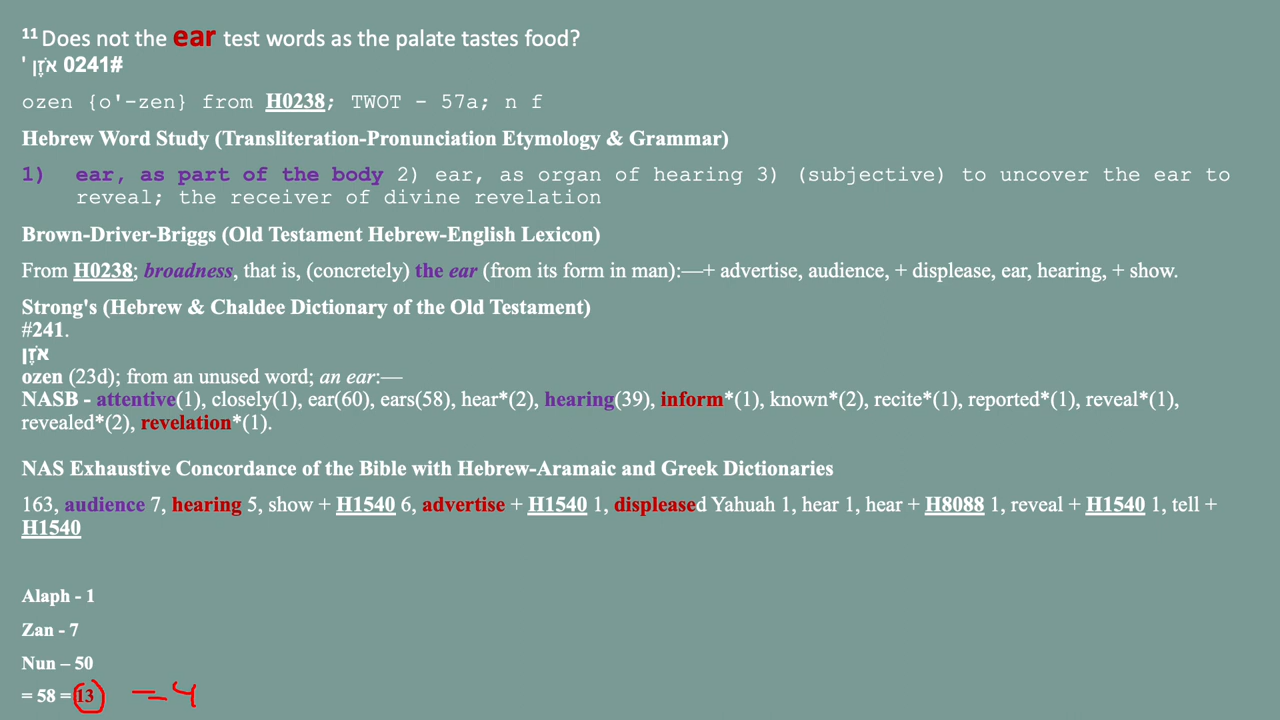 11 Does not the ear test words as the palate tastes food?
' אֹזֶן 0241#
ozen {o'-zen} from H0238; TWOT - 57a; n f
Hebrew Word Study (Transliteration-Pronunciation Etymology & Grammar)
1) ear, as part of the body 2) ear, as organ of hearing 3) (subjective) to uncover the ear to
reveal; the receiver of divine revelation
Brown-Driver-Briggs (Old Testament Hebrew-English Lexicon)
From H0238; broadness, that is, (concretely) the ear (from its form in man):—+ advertise, audience, + displease, ear, hearing, + show.
Strong's (Hebrew & Chaldee Dictionary of the Old Testament)
#241.
אֹזֶן
ozen (23d); from an unused word; an ear:—
NASB - attentive(1), closely(1), ear(60), ears(58), hear*(2), hearing(39), inform*(1), known*(2), recite*(1), reported*(1), reveal*(1),
revealed*(2), revelation*(1).
NAS Exhaustive Concordance of the Bible with Hebrew-Aramaic and Greek Dictionaries
163, audience 7, hearing 5, show + H1540 6, advertise + H1540 1, displeased Yahuah 1, hear 1, hear + H8088 1, reveal + H1540 1, tell +
H1540
Alaph - 1
Zan - 7
Nun – 50
= 58 = 13 = 4